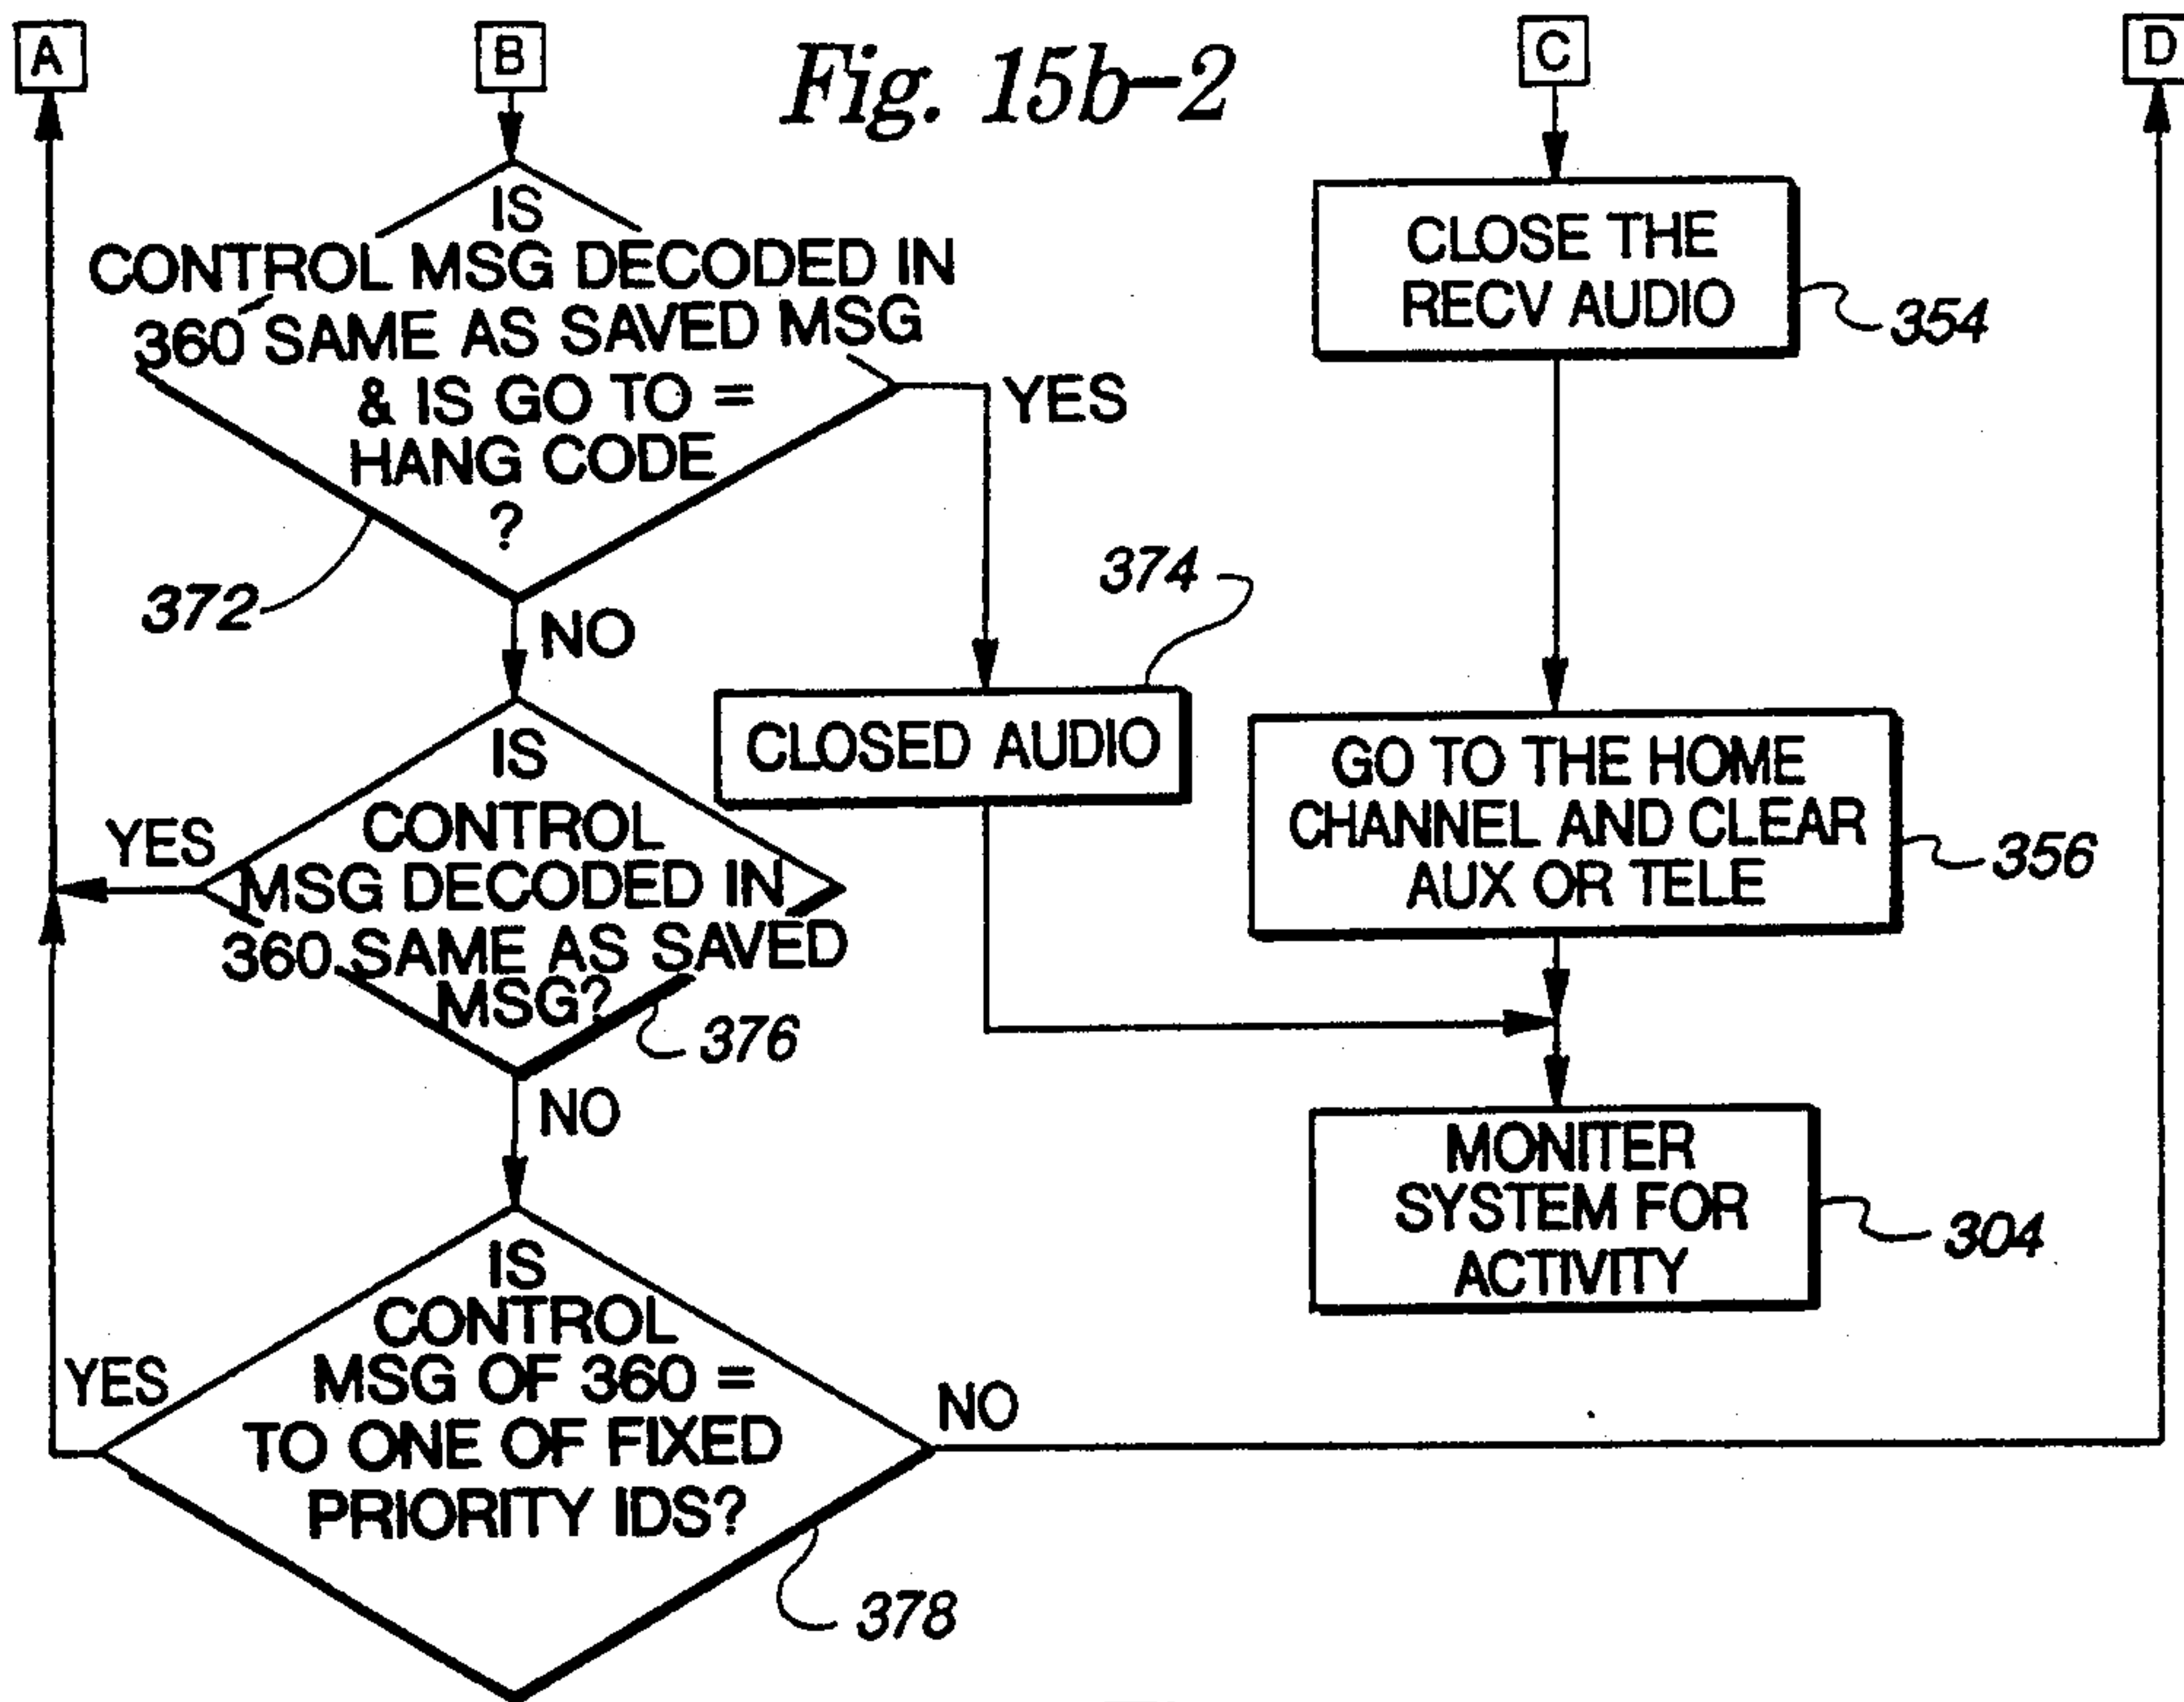 A
B
Fig. 15b-2
C
D
IS
CONTROL MSG DECODED IN
360 SAME AS SAVED MSG
& IS GO TO =
HANG CODE
?
YES
372
NO
CLOSE THE
RECV AUDIO
354
374
CLOSED AUDIO
GO TO THE HOME
CHANNEL AND CLEAR
AUX OR TELE
356
IS
CONTROL
MSG DECODED IN
360 SAME AS SAVED
MSG?
YES
376
NO
MONITER
SYSTEM FOR
ACTIVITY
304
IS
CONTROL
MSG OF 360 =
TO ONE OF FIXED
PRIORITY IDS?
YES
NO
378